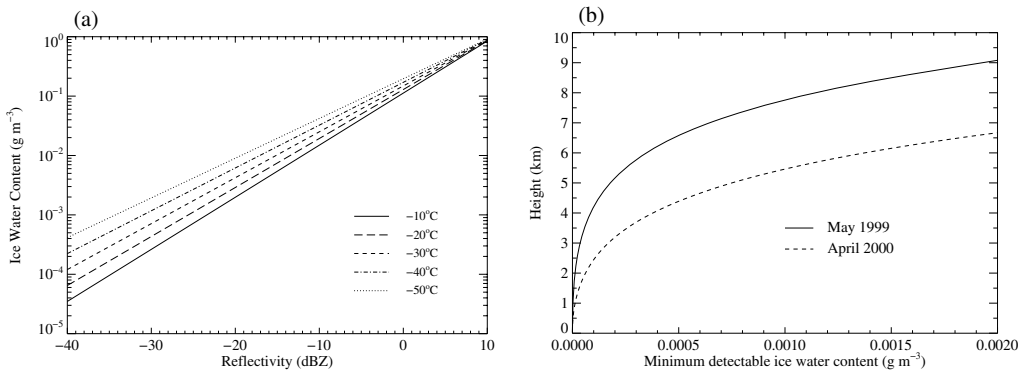 (a)
Ice Water Content (g m⁻³)
10⁰
10⁻¹
10⁻²
10⁻³
10⁻⁴
10⁻⁵
−40 −30 −20 −10 0 10
Reflectivity (dBZ)
−10°C
−20°C
−30°C
−40°C
−50°C
(b)
Height (km)
10
9
8
7
6
5
4
3
2
1
0
0.0000 0.0005 0.0010 0.0015 0.0020
Minimum detectable ice water content (g m⁻³)
May 1999
April 2000